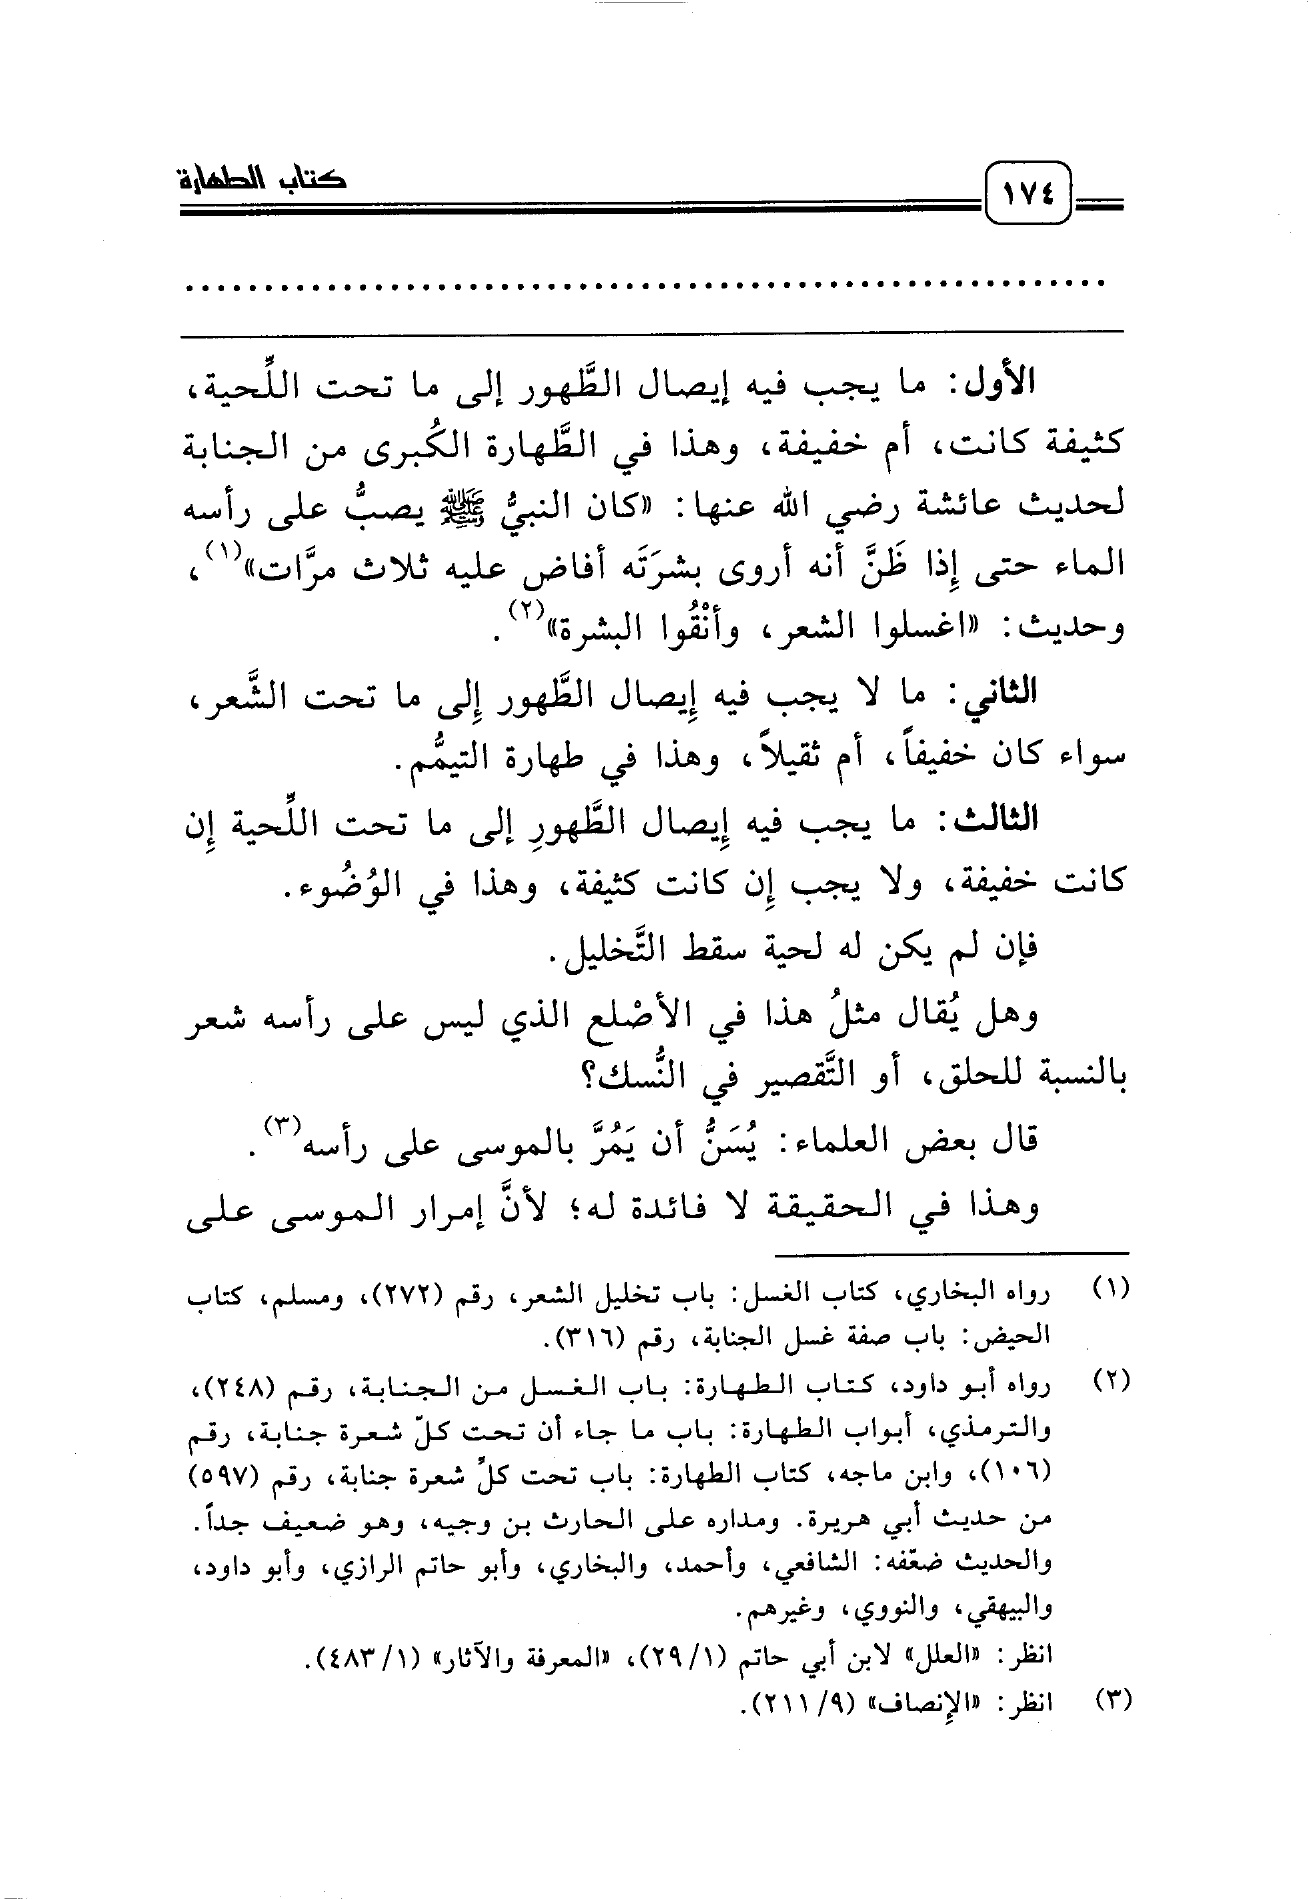 ١٧٤
كتاب الطهارة
الأول: ما يجب فيه إيصال الطَّهور إلى ما تحت اللِّحية،
كثيفة كانت، أم خفيفة، وهذا في الطَّهارة الكُبرى من الجنابة
لحديث عائشة رضي الله عنها: «كان النبيُّ ﷺ يصبُّ على رأسه
الماء حتى إِذا ظَنَّ أنه أروى بشرَتَه أفاض عليه ثلاث مرَّات»(١)،
وحديث: «اغسلوا الشعر، وأنْقُوا البشرة»(٢).
الثاني: ما لا يجب فيه إِيصال الطَّهور إِلى ما تحت الشَّعر،
سواء كان خفيفاً، أم ثقيلاً، وهذا في طهارة التيمُّم.
الثالث: ما يجب فيه إِيصال الطَّهورِ إلى ما تحت اللِّحية إِن
كانت خفيفة، ولا يجب إِن كانت كثيفة، وهذا في الوُضُوء.
فإن لم يكن له لحية سقط التَّخليل.
وهل يُقال مثلُ هذا في الأصْلع الذي ليس على رأسه شعر
بالنسبة للحلق، أو التَّقصير في النُّسك؟
قال بعض العلماء: يُسَنُّ أن يَمُرَّ بالموسى على رأسه(٣).
وهذا في الحقيقة لا فائدة له؛ لأنَّ إمرار الموسى على
(١) رواه البخاري، كتاب الغسل: باب تخليل الشعر، رقم (٢٧٢)، ومسلم، كتاب
الحيض: باب صفة غسل الجنابة، رقم (٣١٦).
(٢) رواه أبو داود، كتاب الطهارة: باب الغسل من الجنابة، رقم (٢٤٨)،
والترمذي، أبواب الطهارة: باب ما جاء أن تحت كلّ شعرة جنابة، رقم
(١٠٦)، وابن ماجه، كتاب الطهارة: باب تحت كلِّ شعرة جنابة، رقم (٥٩٧)
من حديث أبي هريرة. ومداره على الحارث بن وجيه، وهو ضعيف جداً.
والحديث ضعّفه: الشافعي، وأحمد، والبخاري، وأبو حاتم الرازي، وأبو داود،
والبيهقي، والنووي، وغيرهم.
انظر: «العلل» لابن أبي حاتم (٢٩/١)، «المعرفة والآثار» (٤٨٣/١).
(٣) انظر: «الإِنصاف» (٢١١/٩).